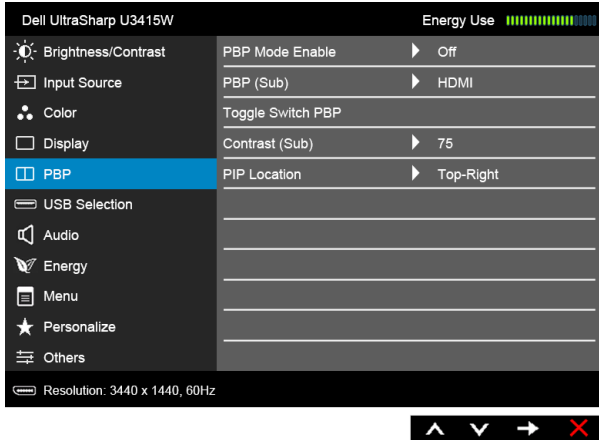 Dell UltraSharp U3415W Energy Use
Brightness/Contrast PBP Mode Enable Off
Input Source PBP (Sub) HDMI
Color Toggle Switch PBP
Display Contrast (Sub) 75
PBP PIP Location Top-Right
USB Selection
Audio
Energy
Menu
Personalize
Others
Resolution: 3440 x 1440, 60Hz